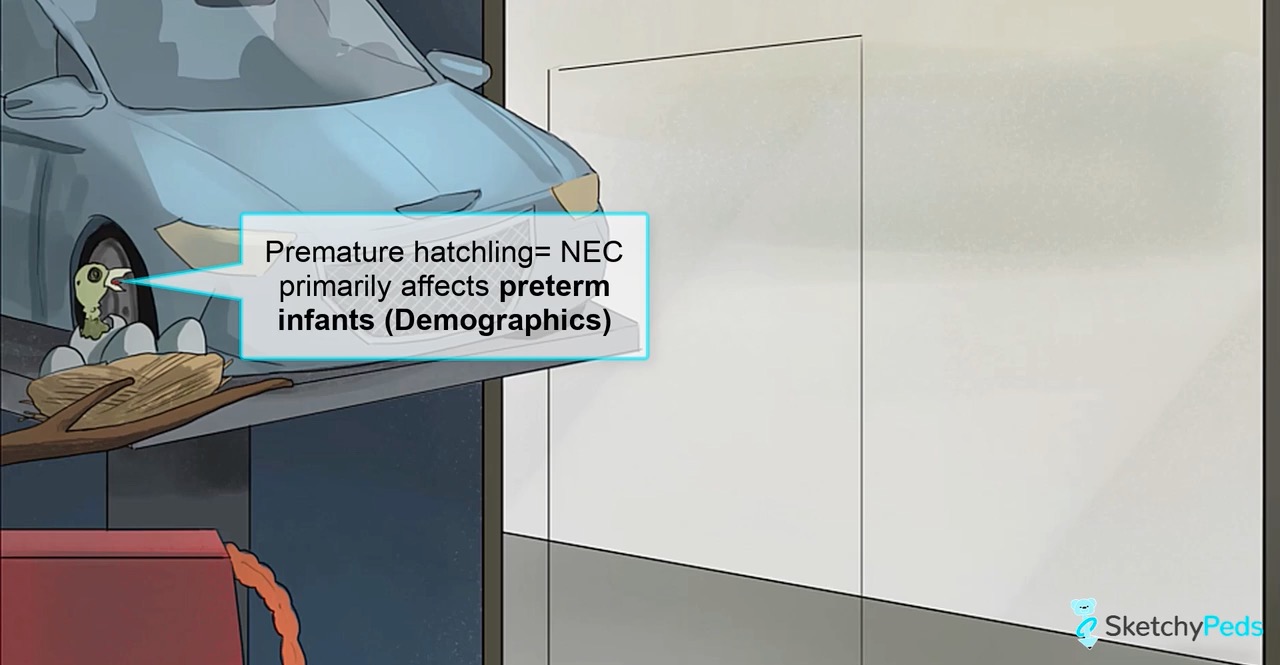 Premature hatchling= NEC
primarily affects preterm
infants (Demographics)
SketchyPeds